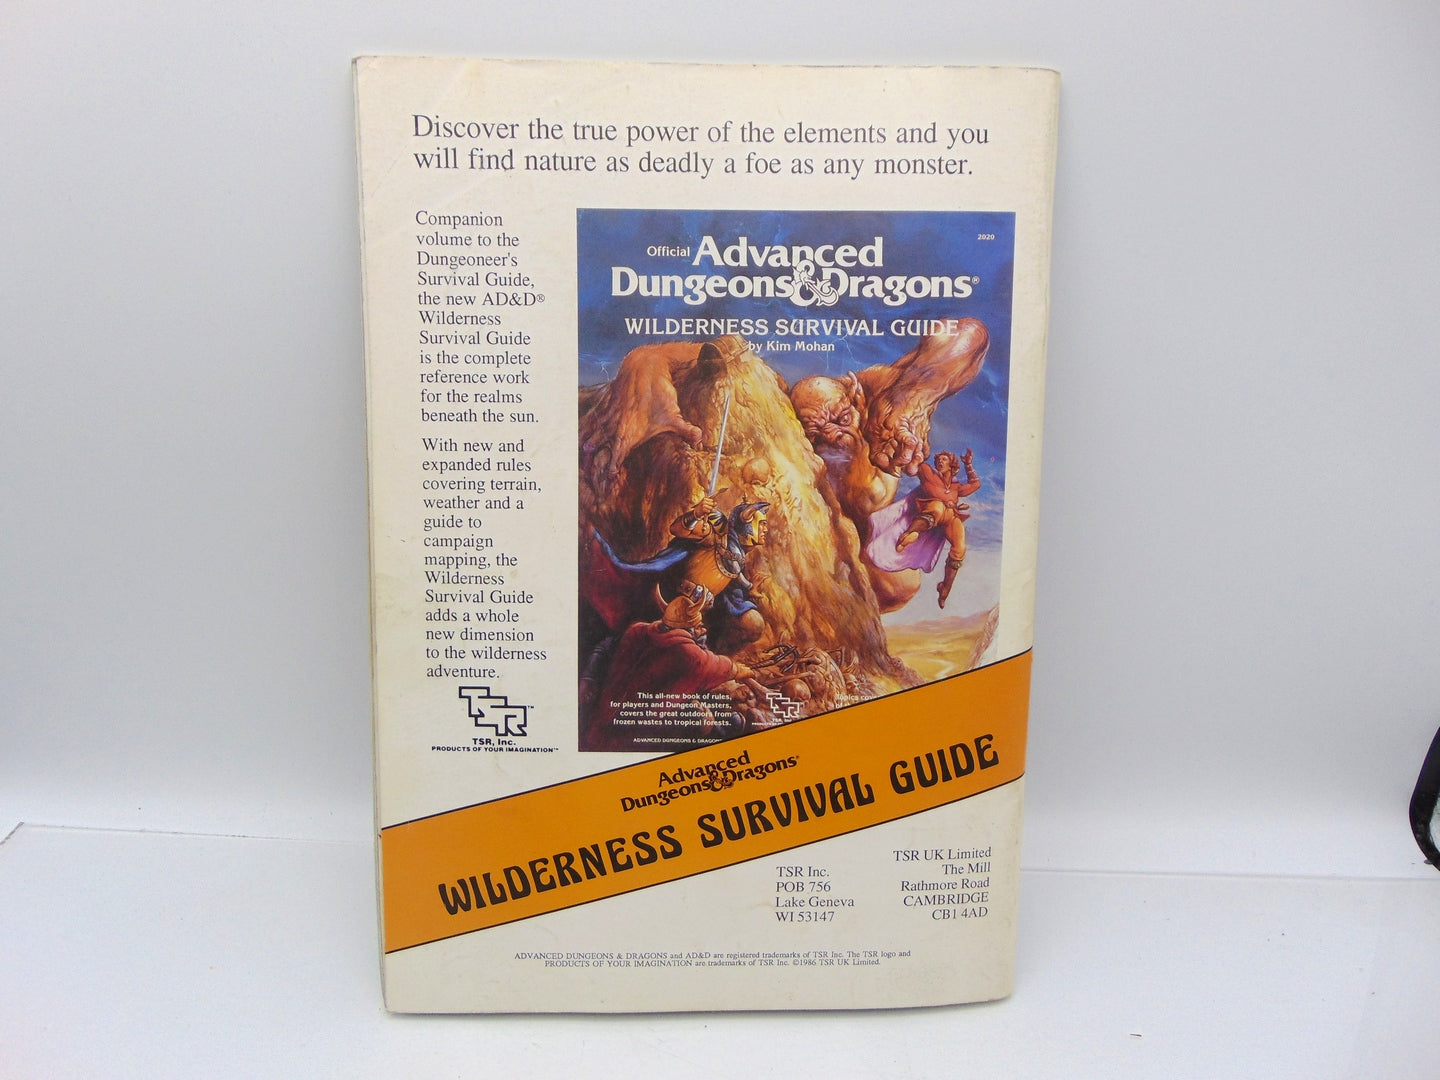 Discover the true power of the elements and you
will find nature as deadly a foe as any monster.
Companion
volume to the
Dungeoneer's
Survival Guide,
the new AD&D®
Wilderness
Survival Guide
is the complete
reference work
for the realms
beneath the sun.
With new and
expanded rules
covering terrain,
weather and a
guide to
campaign
mapping, the
Wilderness
Survival Guide
adds a whole
new dimension
to the wilderness
adventure.
TSR™
TSR, Inc.
PRODUCTS OF YOUR IMAGINATION™
2020
Official Advanced
Dungeons & Dragons®
WILDERNESS SURVIVAL GUIDE
by Kim Mohan
This all-new book of rules,
for players and Dungeon Masters,
covers the great outdoors from
frozen wastes to tropical forests.
ADVANCED DUNGEONS & DRAGON
TSR
TSR, Inc.
Topics cov
Advanced
Dungeons & Dragons®
WILDERNESS SURVIVAL GUIDE
TSR Inc.
POB 756
Lake Geneva
WI 53147
TSR UK Limited
The Mill
Rathmore Road
CAMBRIDGE
CB1 4AD
ADVANCED DUNGEONS & DRAGONS and AD&D are registered trademarks of TSR Inc. The TSR logo and
PRODUCTS OF YOUR IMAGINATION are trademarks of TSR Inc. ©1986 TSR UK Limited.